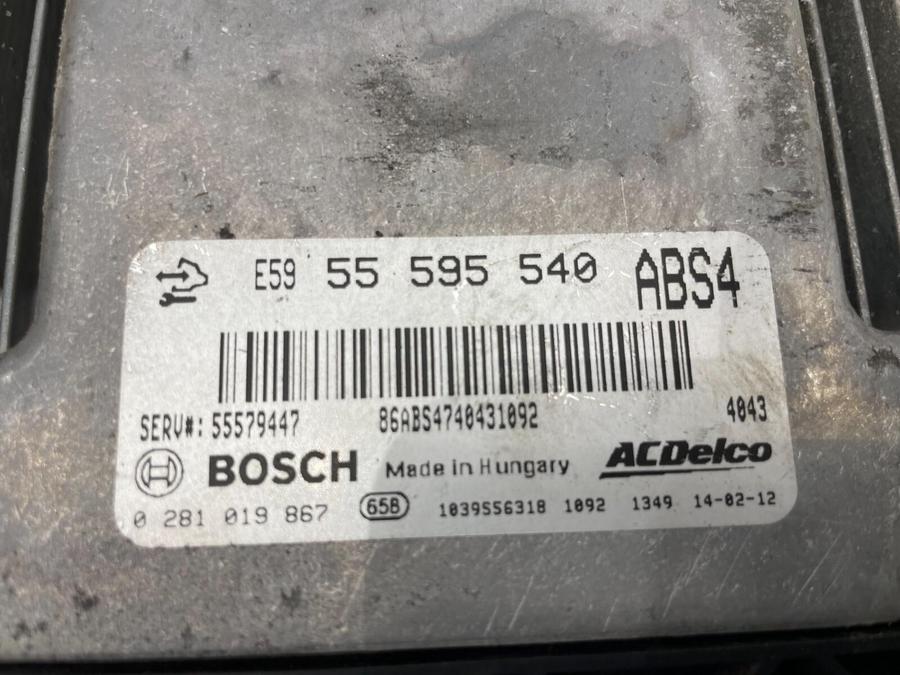 E59 55 595 540 ABS4
SERV#: 55579447 86ABS4740431092 4043
BOSCH Made in Hungary ACDelco
0 281 019 867 65B 1039S56318 1092 1349 14-02-12